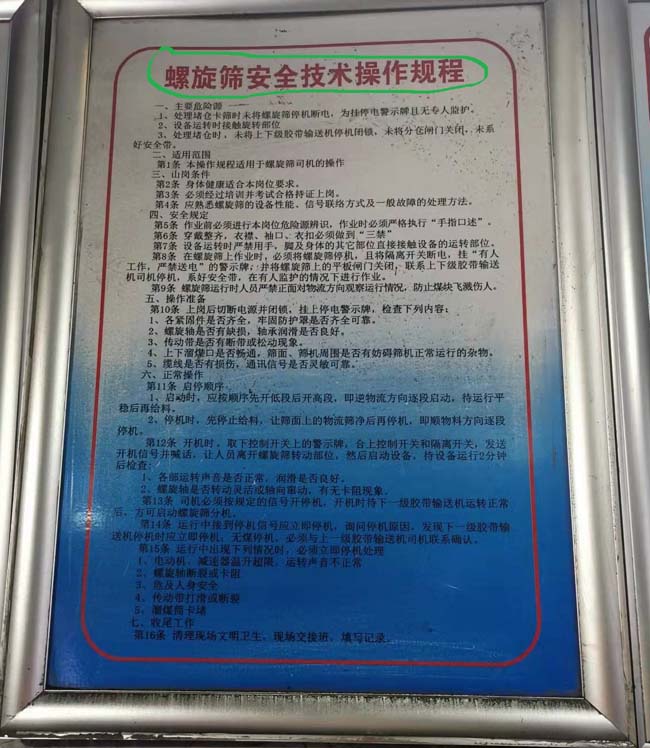 螺旋筛安全技术操作规程
一、主要危险源
1、处理堵仓卡筛时未将螺旋筛停机断电，为挂停电警示牌且无专人监护。
2、设备运转时接触旋转部位
3、处理堵仓时，未将上下级胶带输送机停机闭锁，未将分仓闸门关闭，未系
好安全带。
二、适用范围
第1条 本操作规程适用于螺旋筛司机的操作
三、上岗条件
第2条 身体健康适合本岗位要求。
第3条 必须经过培训并考试合格持证上岗。
第4条 应熟悉螺旋筛的设备性能、信号联络方式及一般故障的处理方法。
四、安全规定
第5条 作业前必须进行本岗位危险源辨识，作业时必须严格执行“手指口述”。
第6条 穿戴整齐，衣襟、袖口、衣扣必须做到“三禁”
第7条 设备运转时严禁用手，脚及身体的其它部位直接接触设备的运转部位。
第8条 在螺旋筛上作业时，必须将螺旋筛停机，且将隔离开关断电，挂“有人
工作，严禁送电”的警示牌；并将螺旋筛上的平板闸门关闭，联系上下级胶带输送
机司机停机，系好安全带，在有人监护的情况下进行作业。
第9条 螺旋筛运行时人员严禁正面对物流方向观察运行情况，防止煤块飞溅伤人。
五、操作准备
第10条 上岗后切断电源并闭锁，挂上停电警示牌，检查下列内容：
1、各紧固件是否齐全，牢固防护罩是否齐全可靠。
2、螺旋轴是否有缺损，轴承润滑是否良好。
3、传动带是否有断带或松动现象。
4、上下溜煤口是否畅通，筛面、筛机周围是否有妨碍筛机正常运行的杂物。
5、缆线是否有损伤，通讯信号是否灵敏可靠。
六、正常操作
第11条 启停顺序
1、启动时，应按顺序先开低段后开高段，即逆物流方向逐段启动，待运行平
稳后再给料。
2、停机时，先停止给料，让筛面上的物流筛净后再停机，即顺物料方向逐段
停机。
第12条 开机时，取下控制开关上的警示牌，合上控制开关和隔离开关，发送
开机信号并喊话，让人员离开螺旋筛转动部位，然后启动设备，待设备运行2分钟
后检查：
1、各部运转声音是否正常，润滑是否良好。
2、螺旋轴是否转动灵活或轴向窜动，有无卡阻现象。
第13条 司机必须按规定的信号开停机，开机时待下一级胶带输送机运转正常
后，方可启动螺旋筛分机。
第14条 运行中接到停机信号应立即停机，询问停机原因，发现下一级胶带输
送机停机时应立即停机；无煤停机，必须与上一级胶带输送机司机联系确认。
第15条 运行中出现下列情况时，必须立即停机处理
1、电动机、减速器温升超限，运转声音不正常
2、螺旋轴断裂或卡阻
3、危及人身安全
4、传动带打滑或断裂
5、溜煤筒卡堵
七、收尾工作
第16条 清理现场文明卫生，现场交接班，填写记录。